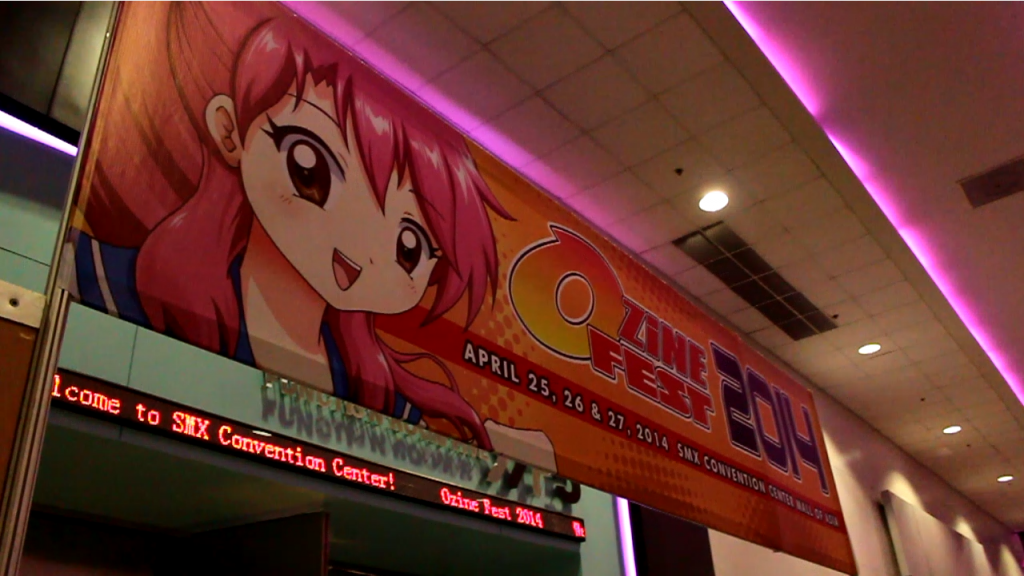 OZINE
FEST 2014
APRIL 25, 26 & 27, 2014 SMX CONVENTION CENTER MALL OF ASIA
lcome to SMX Convention Center! Ozine Fest 2014 We